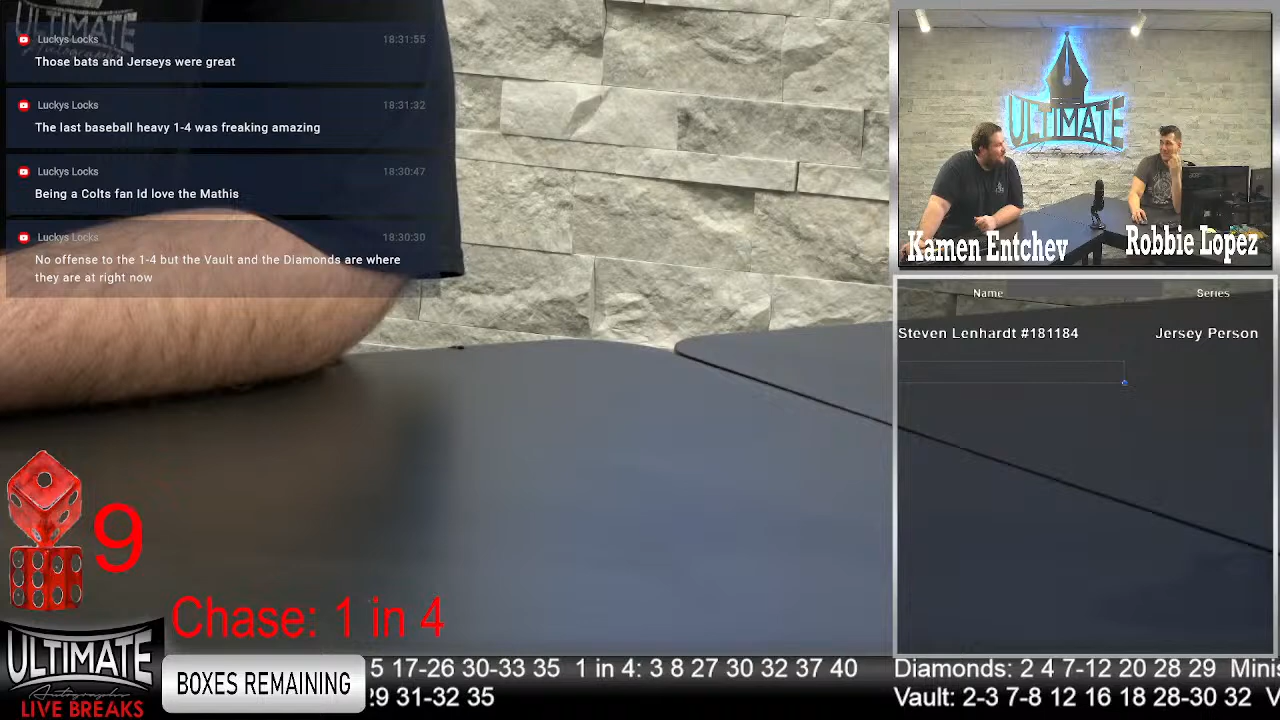 ULTIMATE
Luckys Locks 18:31:55
Those bats and Jerseys were great
Luckys Locks 18:31:32
The last baseball heavy 1-4 was freaking amazing
Luckys Locks 18:30:47
Being a Colts fan Id love the Mathis
Luckys Locks 18:30:30
No offense to the 1-4 but the Vault and the Diamonds are where
they are at right now
ULTIMATE
Kamen Entchev
Robbie Lopez
Name Series
Steven Lenhardt #181184 Jersey Person
9
Chase: 1 in 4
ULTIMATE
Autographs
LIVE BREAKS
BOXES REMAINING
5 17-26 30-33 35 1 in 4: 3 8 27 30 32 37 40 Diamonds: 2 4 7-12 20 28 29 Minis
29 31-32 35 Vault: 2-3 7-8 12 16 18 28-30 32 V